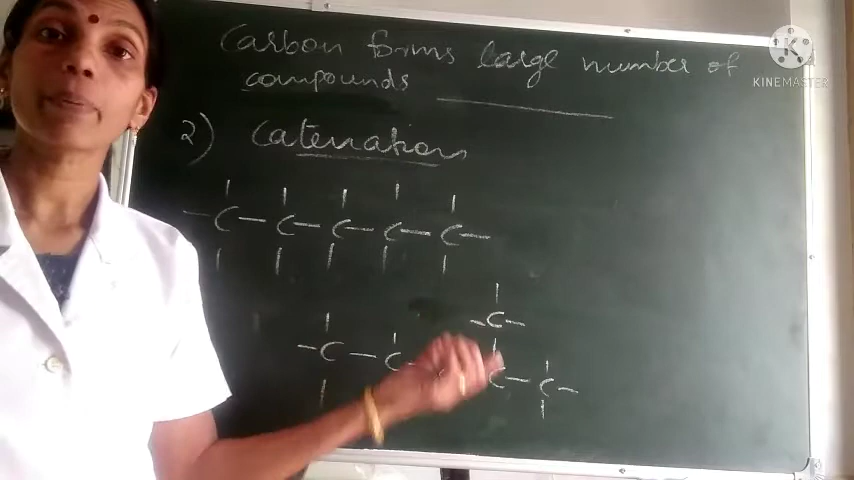 Carbon forms large number of
compounds
KINEMASTER
2) Catenation
- C - C - C - C - C -
- C -
- C - C -
C - C -